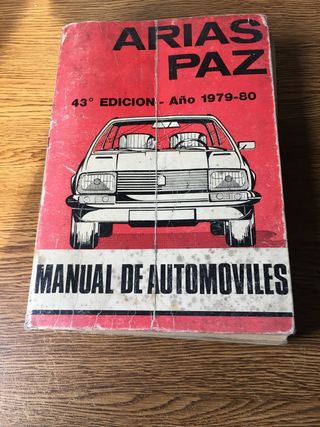 ARIAS
PAZ
43° EDICION - Año 1979-80
MANUAL DE AUTOMOVILES